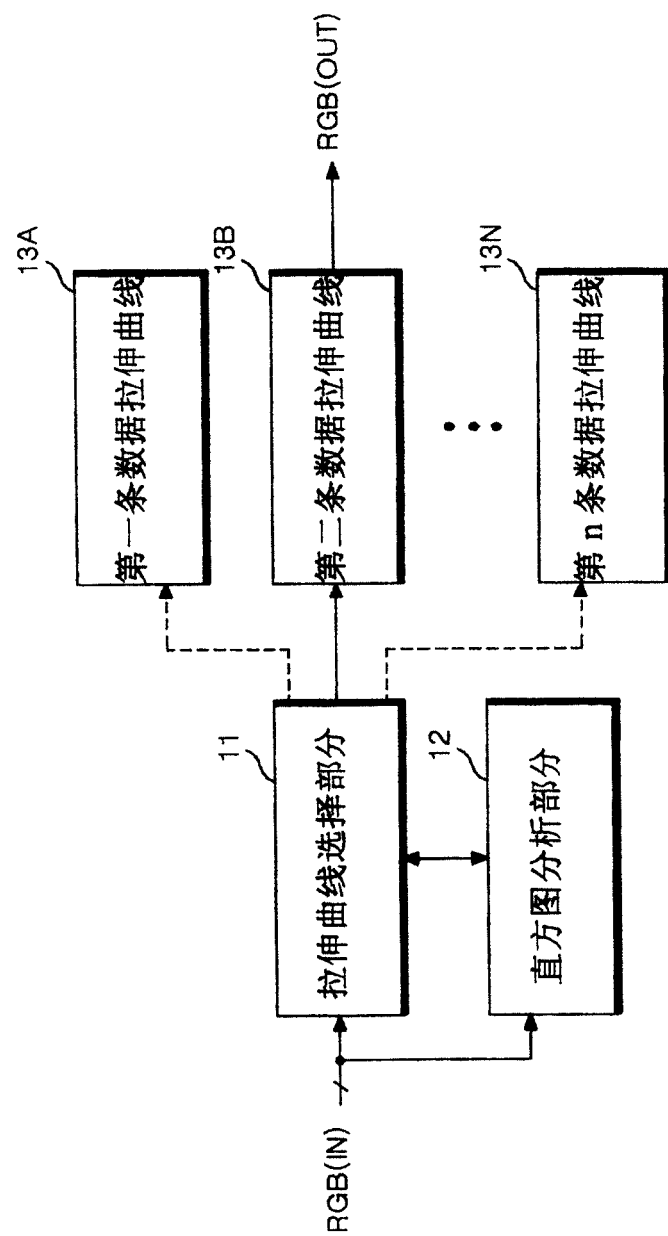 RGB(IN)
11
拉伸曲线选择部分
12
直方图分析部分
13A
第一条数据拉伸曲线
13B
第二条数据拉伸曲线
13N
第 n 条数据拉伸曲线
RGB(OUT)